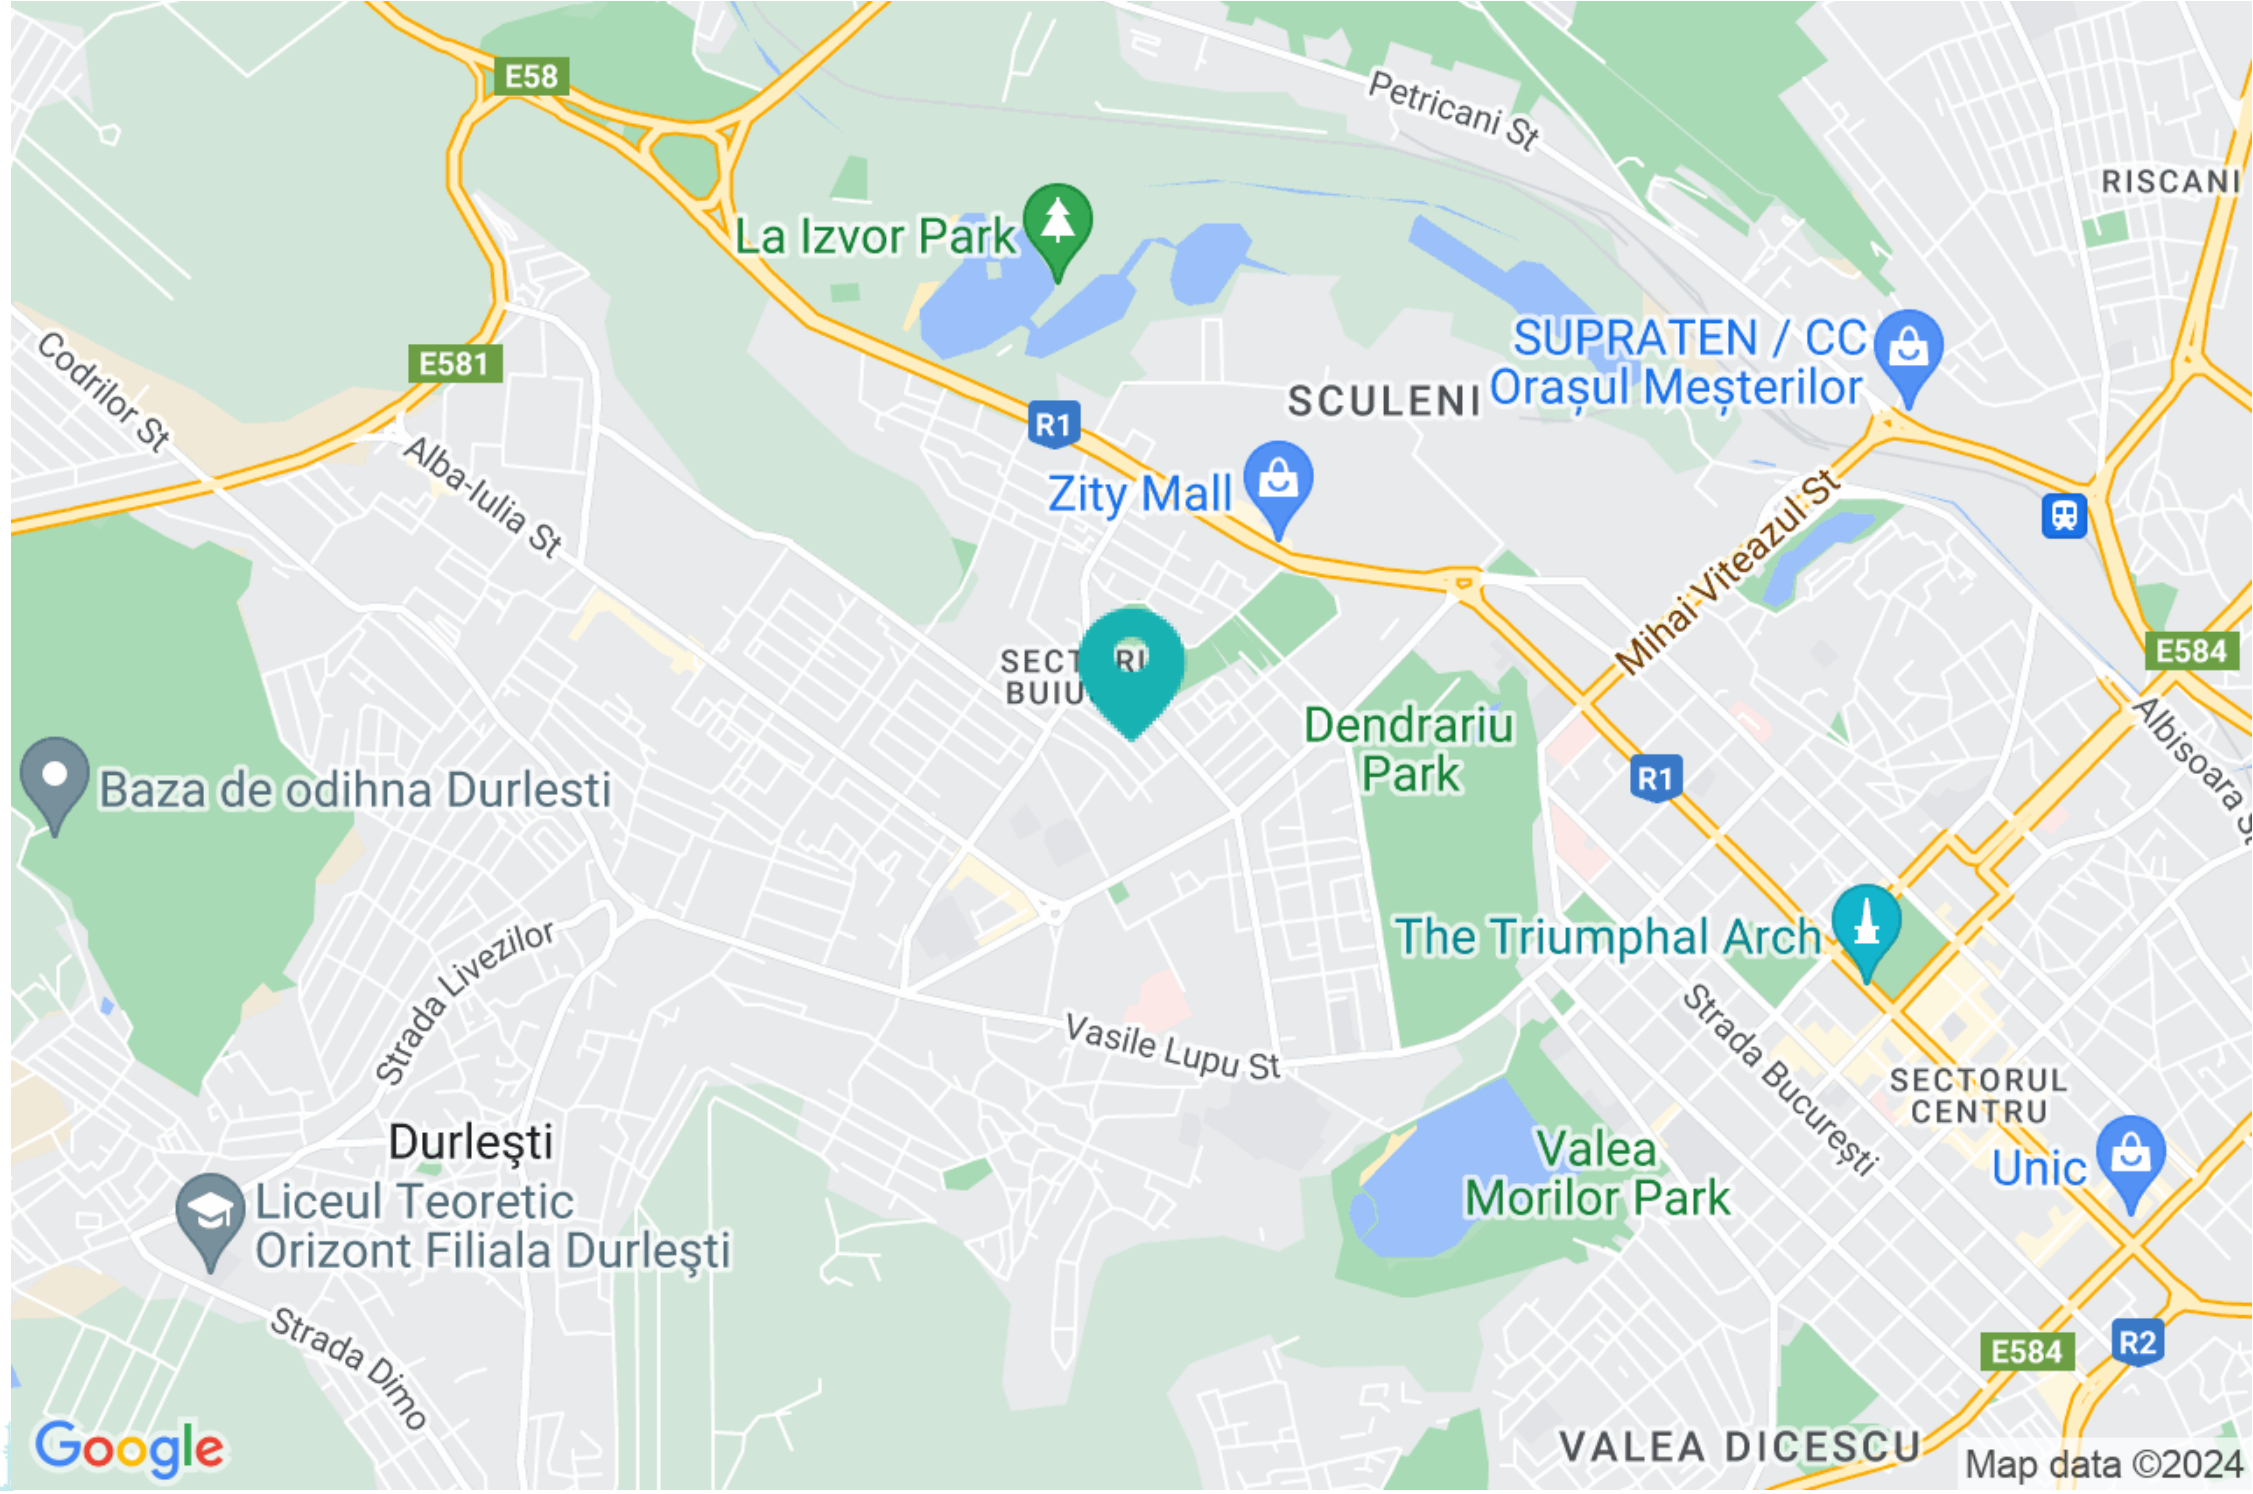 E58
Petricani St
RISCANI
La Izvor Park
SUPRATEN / CC
Orașul Meșterilor
E581
Codrilor St
SCULENI
R1
Alba-Iulia St
Zity Mall
Mihai Viteazul St
E584
SECT RI
BUIU
Dendrariu
Park
Albisoara S
R1
Baza de odihna Durlesti
The Triumphal Arch
Strada Livezilor
Vasile Lupu St
Strada București
SECTORUL
CENTRU
Durleşti
Valea
Morilor Park
Unic
Liceul Teoretic
Orizont Filiala Durleşti
Strada Dimo
E584
R2
VALEA DICESCU
Google
Map data ©2024